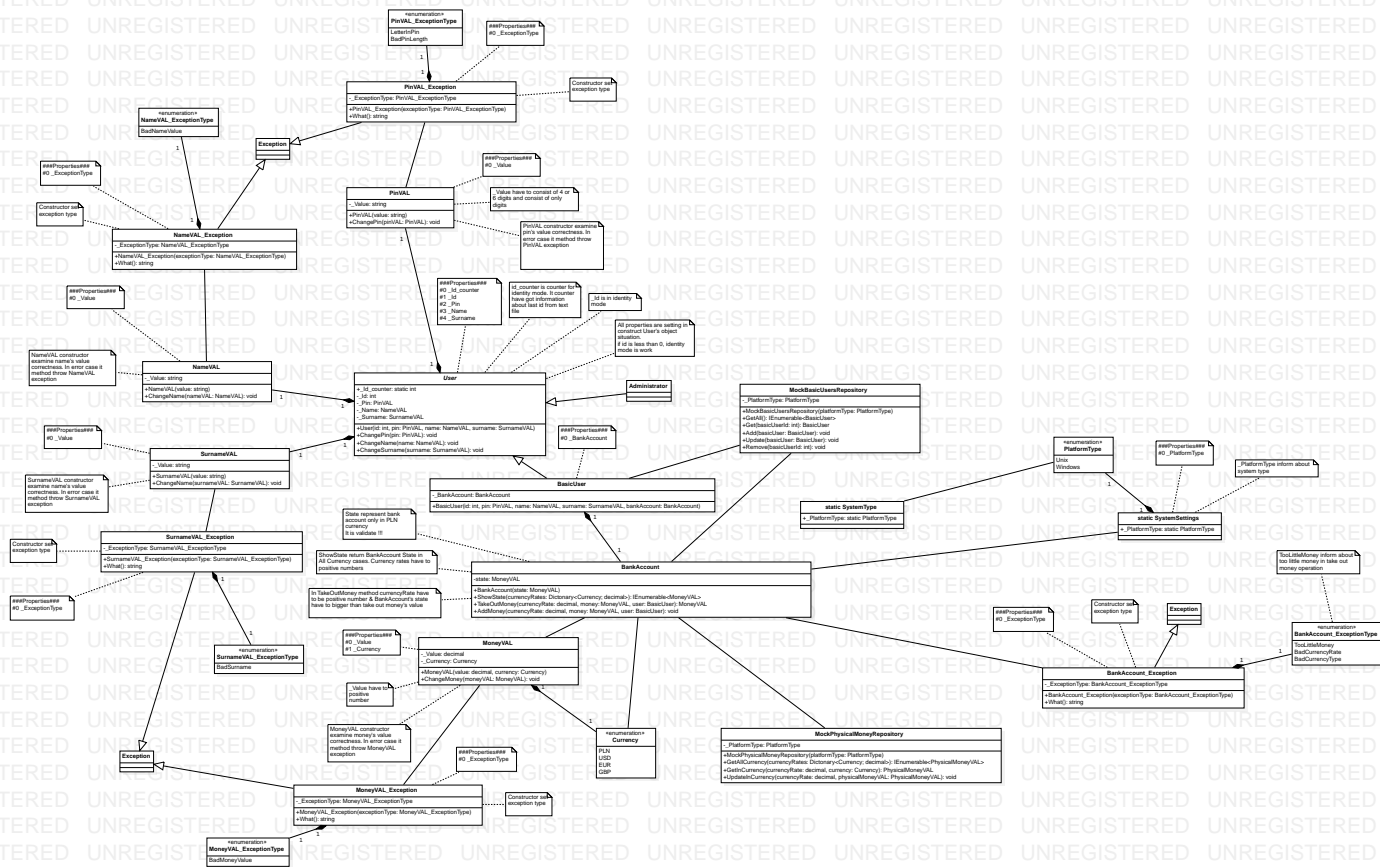 «enumeration»
PinVAL_ExceptionType
LetterInPin
BadPinLength
###Properties###
#0 _ExceptionType
PinVAL_Exception
-_ExceptionType: PinVAL_ExceptionType
+PinVAL_Exception(exceptionType: PinVAL_ExceptionType)
+What(): string
Constructor set
exception type
«enumeration»
NameVAL_ExceptionType
BadNameValue
Exception
###Properties###
#0 _ExceptionType
Constructor set
exception type
NameVAL_Exception
-_ExceptionType: NameVAL_ExceptionType
+NameVAL_Exception(exceptionType: NameVAL_ExceptionType)
+What(): string
###Properties###
#0 _Value
PinVAL
-_Value: string
+PinVAL(value: string)
+ChangePin(pinVAL: PinVAL): void
_Value have to consist of 4 or
6 digits and consist of only
digits
PinVAL constructor examine
pin's value correctness. In
error case it method throw
PinVAL exception
###Properties###
#0 _Value
NameVAL constructor
examine name's value
correctness. In error case it
method throw NameVAL
exception
NameVAL
-_Value: string
+NameVAL(value: string)
+ChangeName(nameVAL: NameVAL): void
###Properties###
#0 _Id_counter
#1 _Id
#2 _Pin
#3 _Name
#4 _Surname
id_counter is counter for
identity mode. It counter
have got information
about last id from text
file
_Id is in identity
mode
All properties are setting in
construct User's object
situation.
if id is less than 0, identity
mode is work
User
+_Id_counter: static int
-_Id: int
-_Pin: PinVAL
-_Name: NameVAL
-_Surname: SurnameVAL
+User(id: int, pin: PinVAL, name: NameVAL, surname: SurnameVAL)
+ChangePin(pin: PinVAL): void
+ChangeName(name: NameVAL): void
+ChangeSurname(surname: SurnameVAL): void
Administrator
MockBasicUsersRepository
-_PlatformType: PlatformType
+MockBasicUsersRepository(platformType: PlatformType)
+GetAll(): IEnumerable<BasicUser>
+Get(basicUserId: int): BasicUser
+Add(basicUser: BasicUser): void
+Update(basicUser: BasicUser): void
+Remove(basicUserId: int): void
###Properties###
#0 _Value
SurnameVAL
-_Value: string
+SurnameVAL(value: string)
+ChangeName(surnameVAL: SurnameVAL): void
SurnameVAL constructor
examine name's value
correctness. In error case it
method throw SurnameVAL
exception
###Properties###
#0 _BankAccount
BasicUser
-_BankAccount: BankAccount
+BasicUser(id: int, pin: PinVAL, name: NameVAL, surname: SurnameVAL, bankAccount: BankAccount)
«enumeration»
PlatformType
Unix
Windows
###Properties###
#0 _PlatformType
_PlatformType inform about
system type
static SystemType
+_PlatformType: static PlatformType
static SystemSettings
+_PlatformType: static PlatformType
Constructor set
exception type
SurnameVAL_Exception
-_ExceptionType: SurnameVAL_ExceptionType
+SurnameVAL_Exception(exceptionType: SurnameVAL_ExceptionType)
+What(): string
###Properties###
#0 _ExceptionType
«enumeration»
SurnameVAL_ExceptionType
BadSurname
State represent bank
account only in PLN
currency
It is validate !!!
ShowState return BankAccount State in
All Currency cases. Currency rates have to
positive numbers
In TakeOutMoney method currencyRate have
to be positive number & BankAccount's state
have to bigger than take out money's value
BankAccount
-state: MoneyVAL
+BankAccount(state: MoneyVAL)
+ShowState(currencyRates: Dictonary<Currency; decimal>): IEnumerable<MoneyVAL>
+TakeOutMoney(currencyRate: decimal, money: MoneyVAL, user: BasicUser): MoneyVAL
+AddMoney(currencyRate: decimal, money: MoneyVAL, user: BasicUser): void
TooLittleMoney inform about
too little money in take out
money operation
###Properties###
#0 _ExceptionType
Constructor set
exception type
Exception
«enumeration»
BankAccount_ExceptionType
TooLittleMoney
BadCurrencyRate
BadCurrencyType
BankAccount_Exception
-_ExceptionType: BankAccount_ExceptionType
+BankAccount_Exception(exceptionType: BankAccount_ExceptionType)
+What(): string
###Properties###
#0 _Value
#1 _Currency
MoneyVAL
-_Value: decimal
-_Currency: Currency
+MoneyVAL(value: decimal, currency: Currency)
+ChangeMoney(moneyVAL: MoneyVAL): void
_Value have to
positive
number
MoneyVAL constructor
examine money's value
correctness. In error case it
method throw MoneyVAL
exception
«enumeration»
Currency
PLN
USD
EUR
GBP
MockPhysicalMoneyRepository
-_PlatformType: PlatformType
+MockPhysicalMoneyRepository(platformType: PlatformType)
+GetAllCurrency(currencyRates: Dictonary<Currency; decimal>): IEnumerable<PhysicalMoneyVAL>
+GetInCurrency(currencyRate: decimal, currency: Currency): PhysicalMoneyVAL
+UpdateInCurrency(currencyRate: decimal, physicalMoneyVAL: PhysicalMoneyVAL): void
Exception
###Properties###
#0 _ExceptionType
MoneyVAL_Exception
-_ExceptionType: MoneyVAL_ExceptionType
+MoneyVAL_Exception(exceptionType: MoneyVAL_ExceptionType)
+What(): string
Constructor set
exception type
«enumeration»
MoneyVAL_ExceptionType
BadMoneyValue